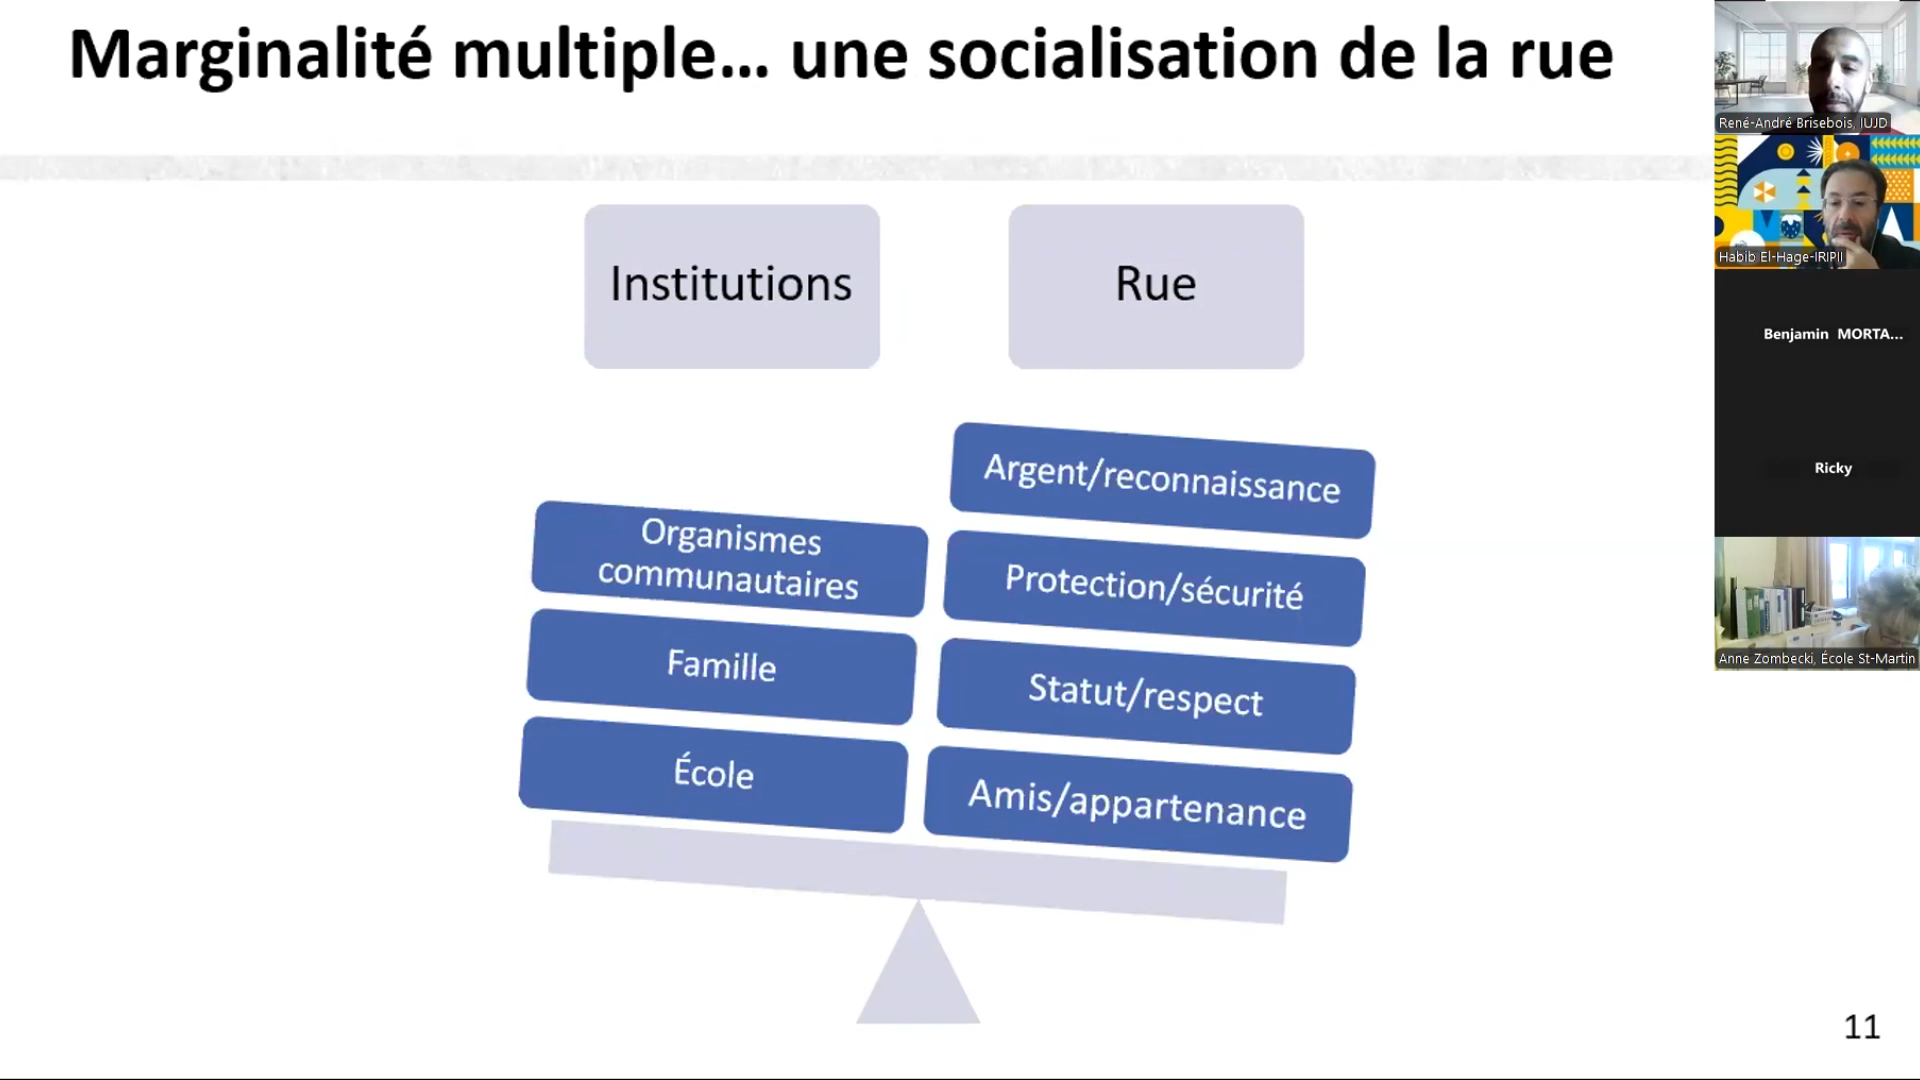 Marginalité multiple... une socialisation de la rue
Institutions
Rue
Argent/reconnaissance
Organismes
communautaires
Protection/sécurité
Famille
Statut/respect
École
Amis/appartenance
11
René-André Brisebois, IUJD
Habib El-Hage-IRIPII
Benjamin MORTA...
Ricky
Anne Zombecki, École St-Martin